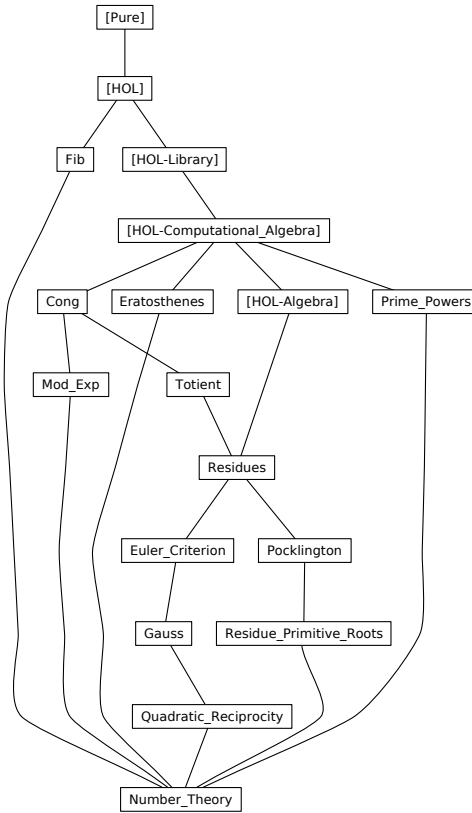 [Pure]
[HOL]
Fib
[HOL-Library]
[HOL-Computational_Algebra]
Cong
Eratosthenes
[HOL-Algebra]
Prime_Powers
Mod_Exp
Totient
Residues
Euler_Criterion
Pocklington
Gauss
Residue_Primitive_Roots
Quadratic_Reciprocity
Number_Theory